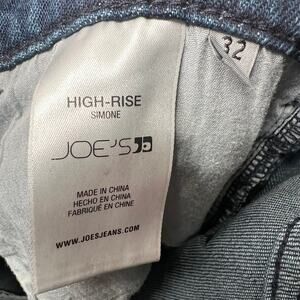 32
HIGH-RISE
SIMONE
JOE'S
MADE IN CHINA
HECHO EN CHINA
FABRIQUÉ EN CHINE
WWW.JOESJEANS.COM